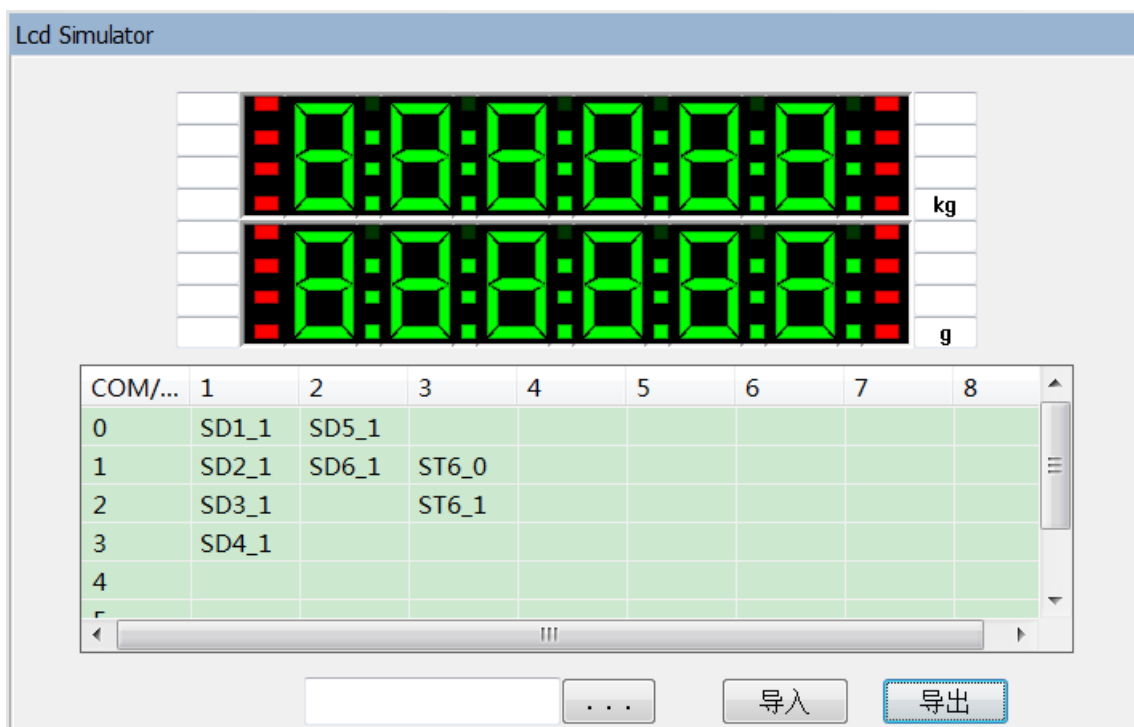 Lcd Simulator
kg
g
COM/... 1 2 3 4 5 6 7 8
0 SD1_1 SD5_1
1 SD2_1 SD6_1 ST6_0
2 SD3_1 ST6_1
3 SD4_1
4
... 导入 导出